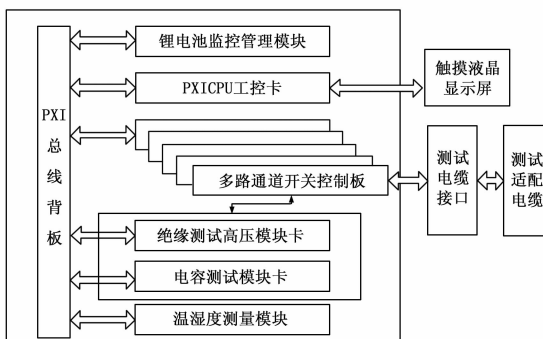 锂电池监控管理模块
PXICPU工控卡
触摸液晶
显示屏
PXI
总
线
背
板
多路通道开关控制板
测试
电缆
接口
测试
适配
电缆
绝缘测试高压模块卡
电容测试模块卡
温湿度测量模块